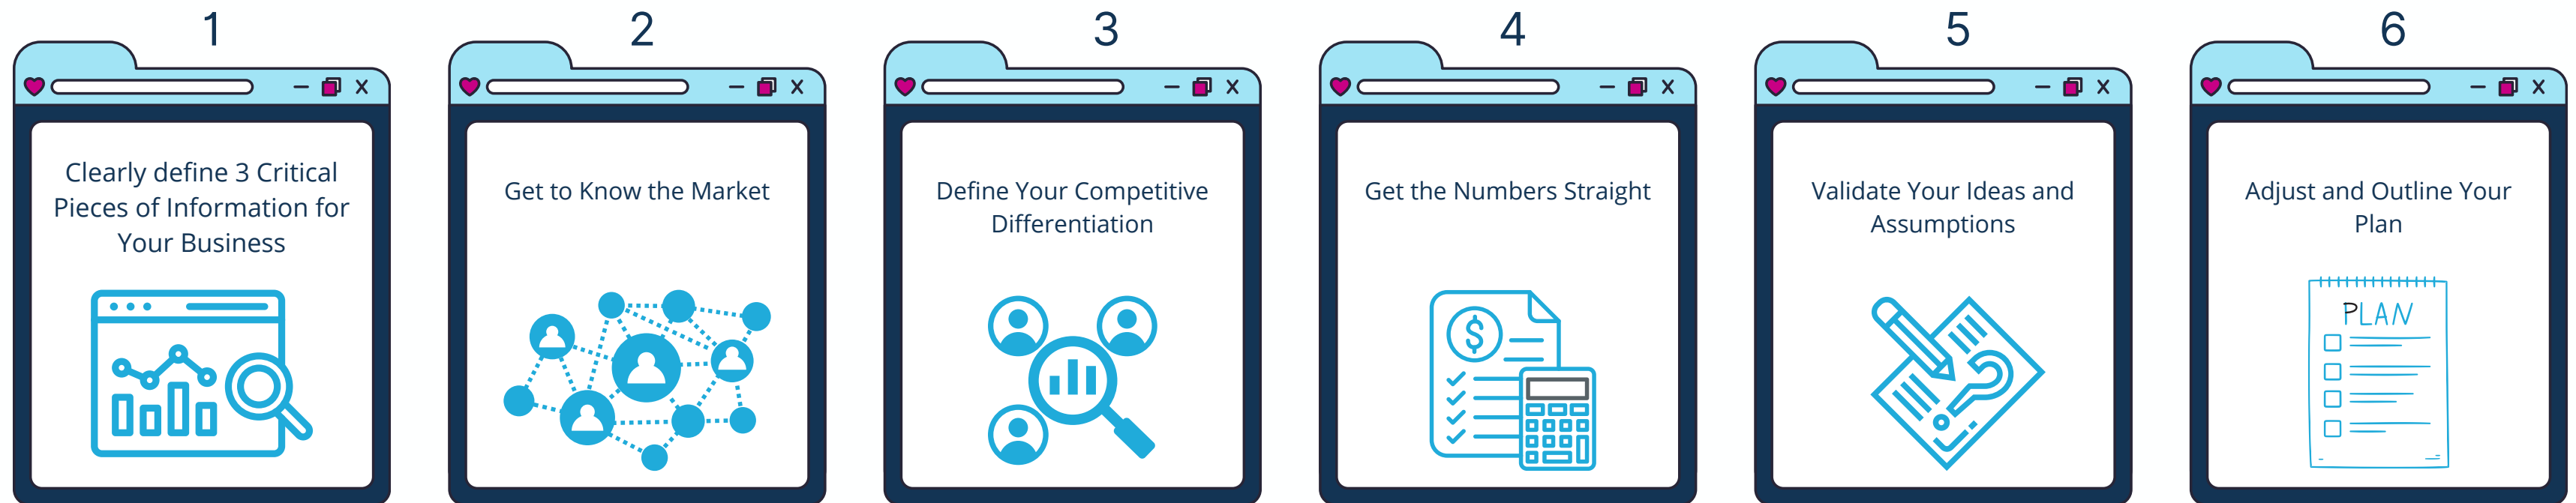 1
Clearly define 3 Critical
Pieces of Information for
Your Business
2
Get to Know the Market
3
Define Your Competitive
Differentiation
4
Get the Numbers Straight
$
5
Validate Your Ideas and
Assumptions
?
6
Adjust and Outline Your
Plan
PLAN